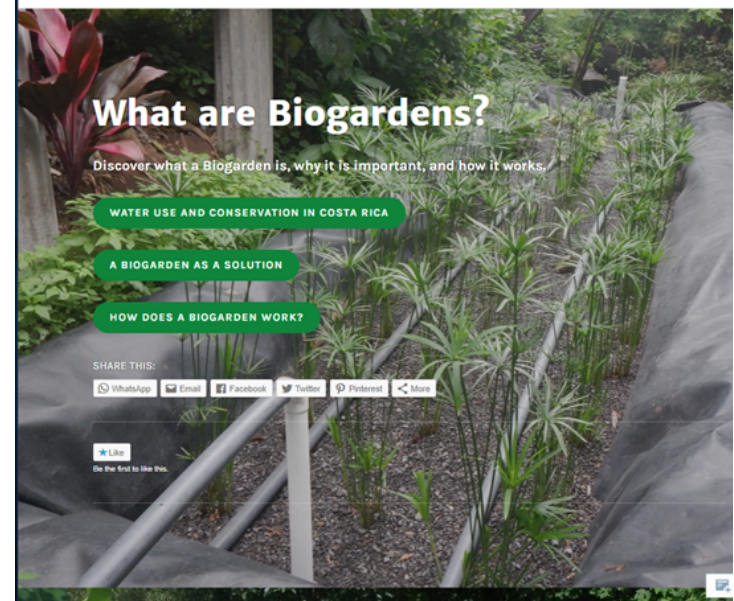 What are Biogardens?
Discover what a Biogarden is, why it is important, and how it works.
WATER USE AND CONSERVATION IN COSTA RICA
A BIOGARDEN AS A SOLUTION
HOW DOES A BIOGARDEN WORK?
SHARE THIS:
WhatsApp Email Facebook Twitter Pinterest More
Like
Be the first to like this.